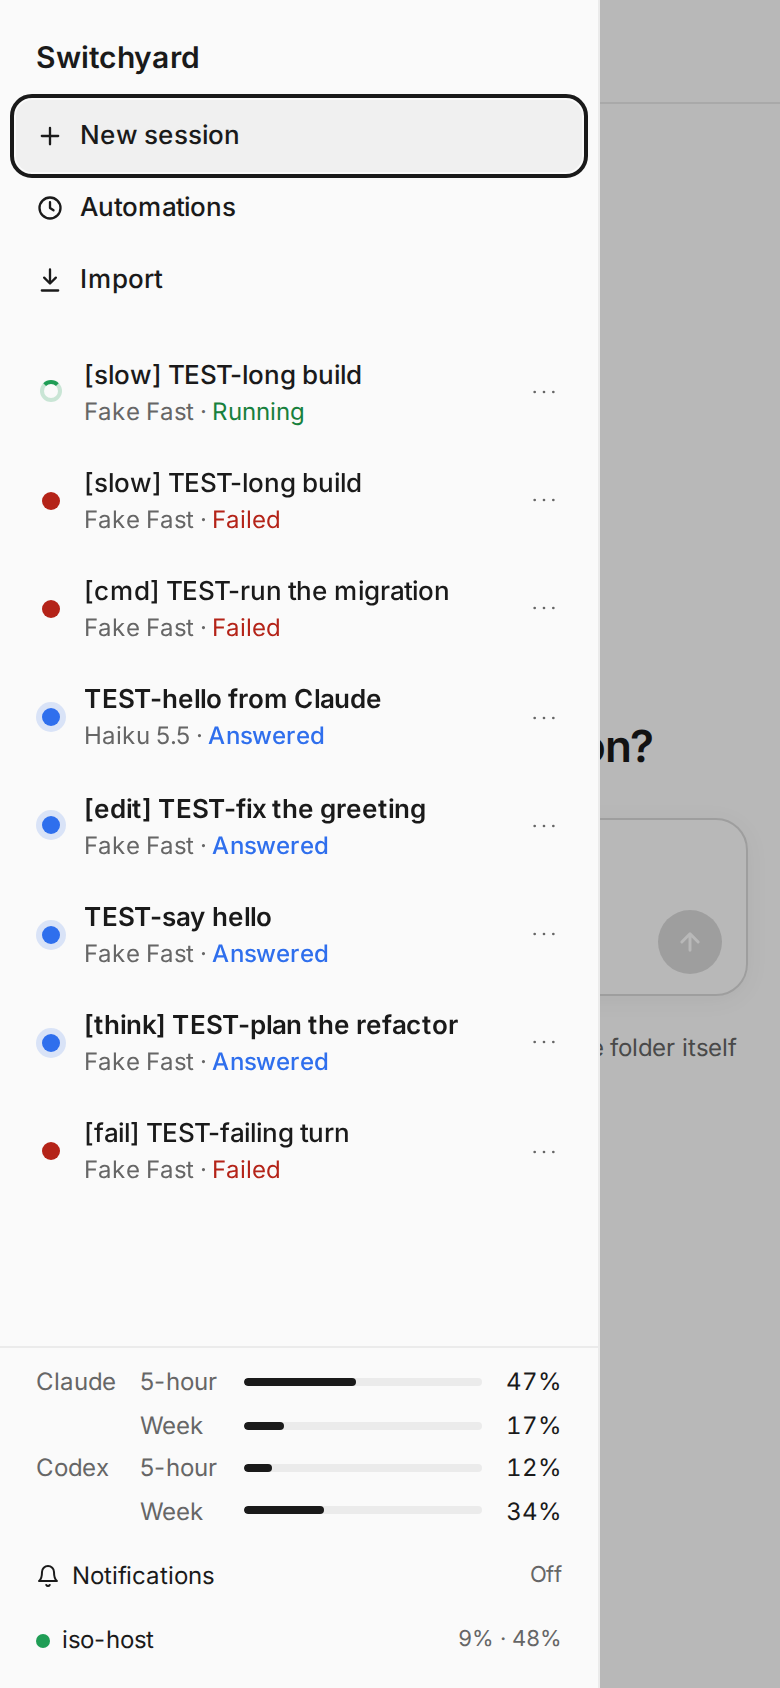 Switchyard
New session
Automations
Import
[slow] TEST-long build
Fake Fast · Running
[slow] TEST-long build
Fake Fast · Failed
[cmd] TEST-run the migration
Fake Fast · Failed
TEST-hello from Claude
Haiku 5.5 · Answered
[edit] TEST-fix the greeting
Fake Fast · Answered
TEST-say hello
Fake Fast · Answered
[think] TEST-plan the refactor
Fake Fast · Answered
[fail] TEST-failing turn
Fake Fast · Failed
on?
folder itself
Claude 5-hour 47%
Week 17%
Codex 5-hour 12%
Week 34%
Notifications Off
iso-host 9% · 48%